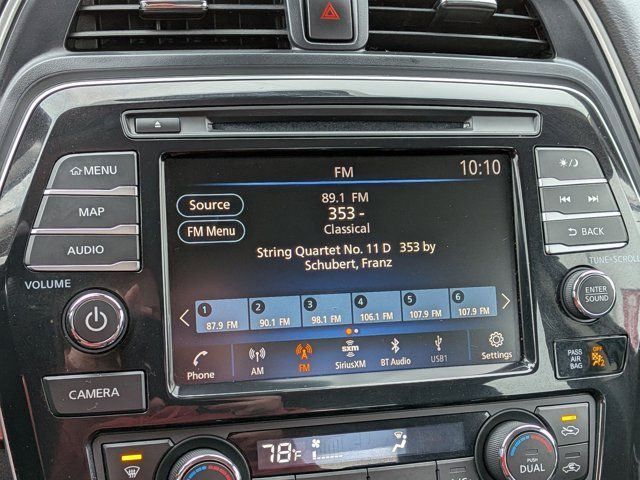 MENU
MAP
AUDIO
VOLUME
CAMERA
FM
10:10
Source
FM Menu
89.1 FM
353 -
Classical
String Quartet No. 11 D 353 by
Schubert, Franz
1 2 3 4 5 6
87.9 FM 90.1 FM 98.1 FM 106.1 FM 107.9 FM 107.9 FM
Phone AM FM sxm SiriusXM BT Audio USB1 Settings
BACK
TUNE•SCROLL
ENTER
SOUND
PASS
AIR
BAG
OFF
78°F
DUAL